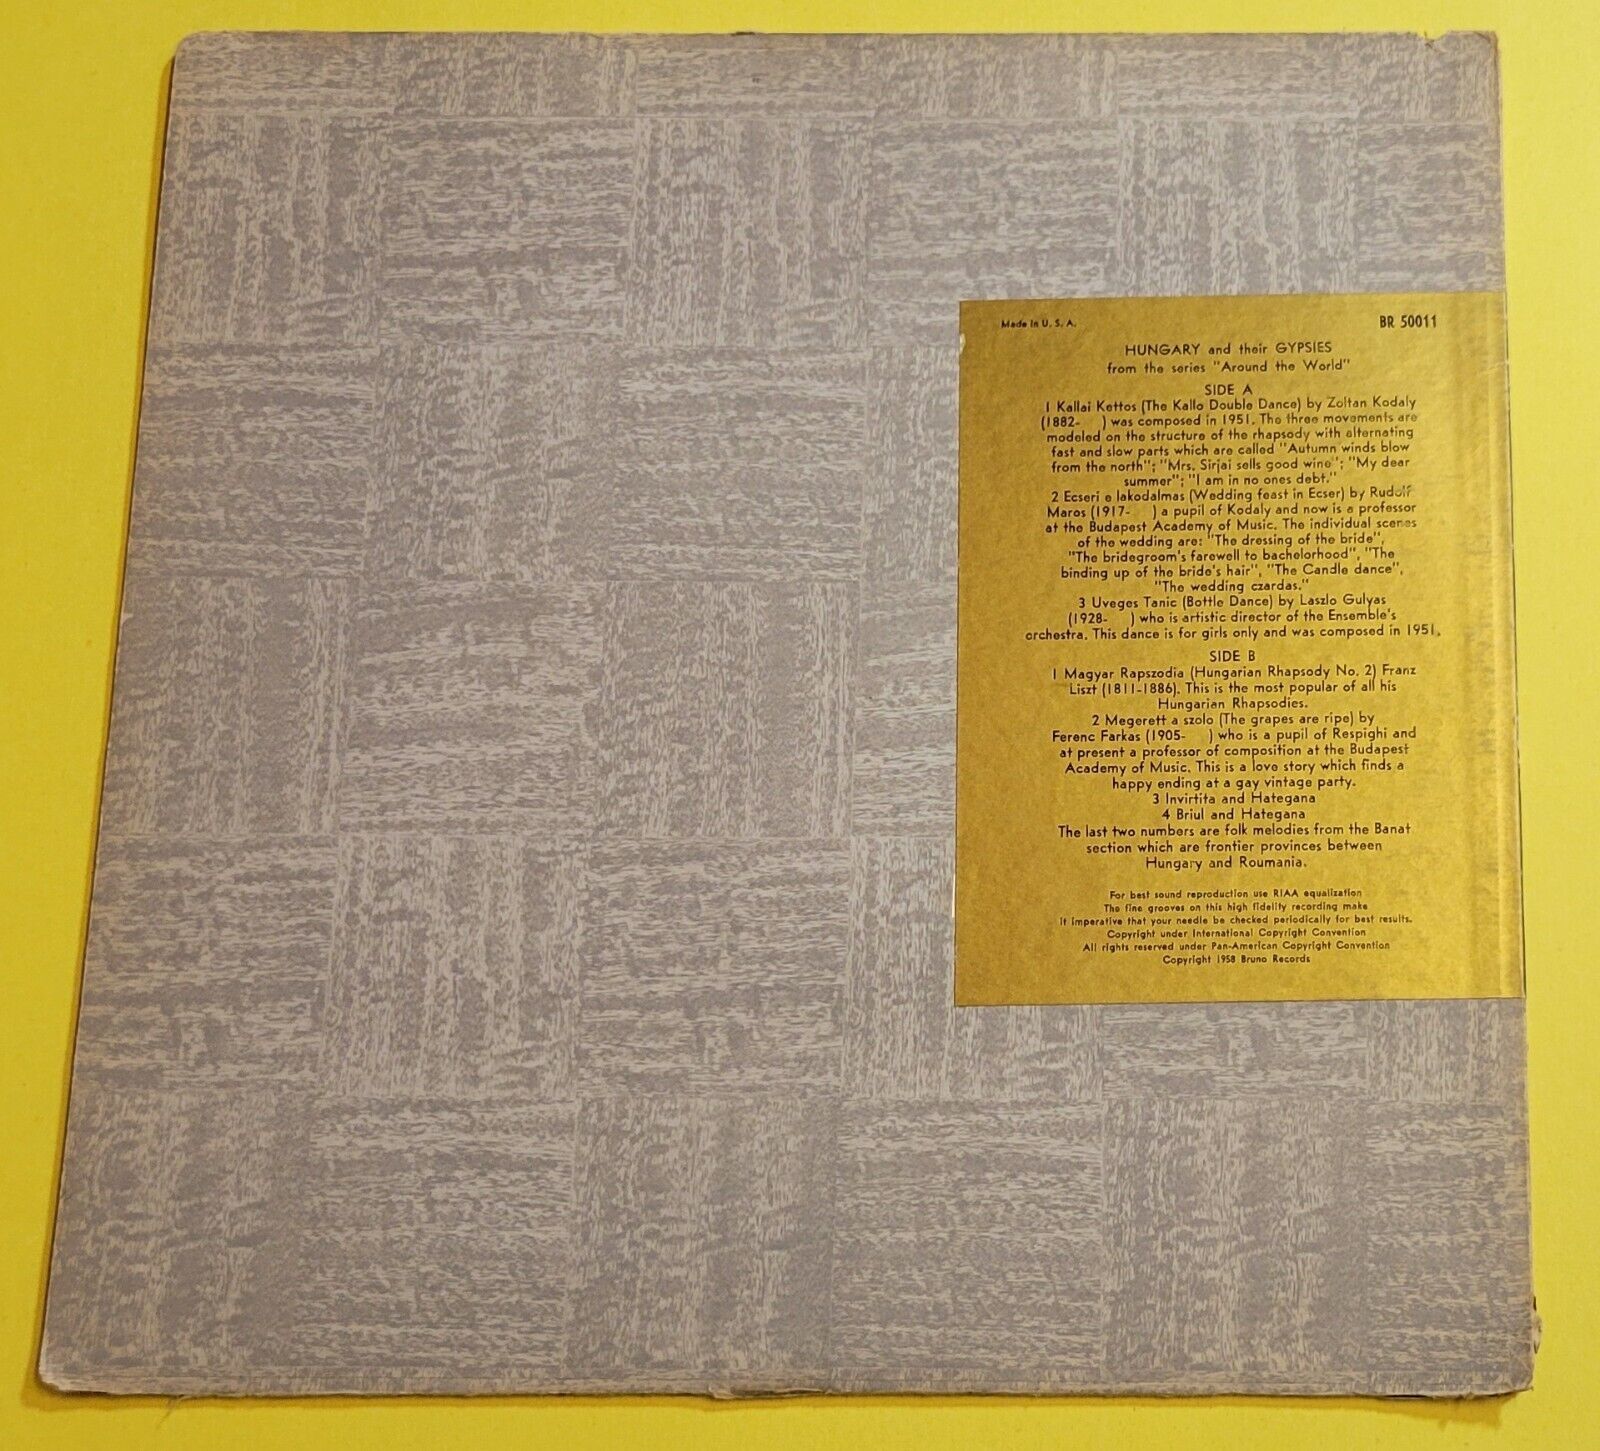 Made in U. S. A. BR 50011
HUNGARY and their GYPSIES
from the series "Around the World"
SIDE A
1 Kallai Kettos (The Kallo Double Dance) by Zoltan Kodaly
(1882- ) was composed in 1951. The three movements are
modeled on the structure of the rhapsody with alternating
fast and slow parts which are called "Autumn winds blow
from the north"; "Mrs. Sirjai sells good wine"; "My dear
summer"; "I am in no ones debt."
2 Ecseri e lakodalmas (Wedding feast in Ecser) by Rudolf
Maros (1917- ) a pupil of Kodaly and now is a professor
at the Budapest Academy of Music. The individual scenes
of the wedding are: "The dressing of the bride",
"The bridegroom's farewell to bachelorhood", "The
binding up of the bride's hair", "The Candle dance",
"The wedding czardas."
3 Uveges Tanic (Bottle Dance) by Laszlo Gulyas
(1928- ) who is artistic director of the Ensemble's
orchestra. This dance is for girls only and was composed in 1951.
SIDE B
1 Magyar Rapszodia (Hungarian Rhapsody No. 2) Franz
Liszt (1811-1886). This is the most popular of all his
Hungarian Rhapsodies.
2 Megerett a szolo (The grapes are ripe) by
Ferenc Farkas (1905- ) who is a pupil of Respighi and
at present a professor of composition at the Budapest
Academy of Music. This is a love story which finds a
happy ending at a gay vintage party.
3 Invirtita and Hategana
4 Briul and Hategana
The last two numbers are folk melodies from the Banat
section which are frontier provinces between
Hungary and Roumania.
For best sound reproduction use RIAA equalization
The fine grooves on this high fidelity recording make
it imperative that your needle be checked periodically for best results.
Copyright under International Copyright Convention
All rights reserved under Pan-American Copyright Convention
Copyright 1958 Bruno Records